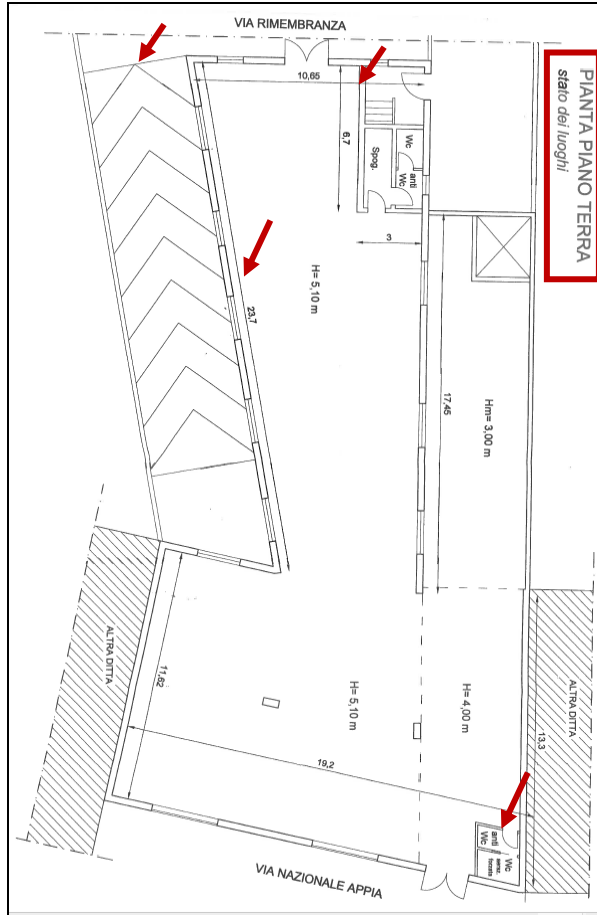 VIA RIMEMBRANZA
PIANTA PIANO TERRA
stato dei luoghi
10,65
6,7
Wc
anti
Wc
Spog.
3
H= 5,10 m
23,7
17,45
Hm= 3,00 m
ALTRA DITTA
11,62
H= 5,10 m
H= 4,00 m
ALTRA DITTA
13,3
19,2
anti
Wc
Wc
aeraz.
forzata
VIA NAZIONALE APPIA